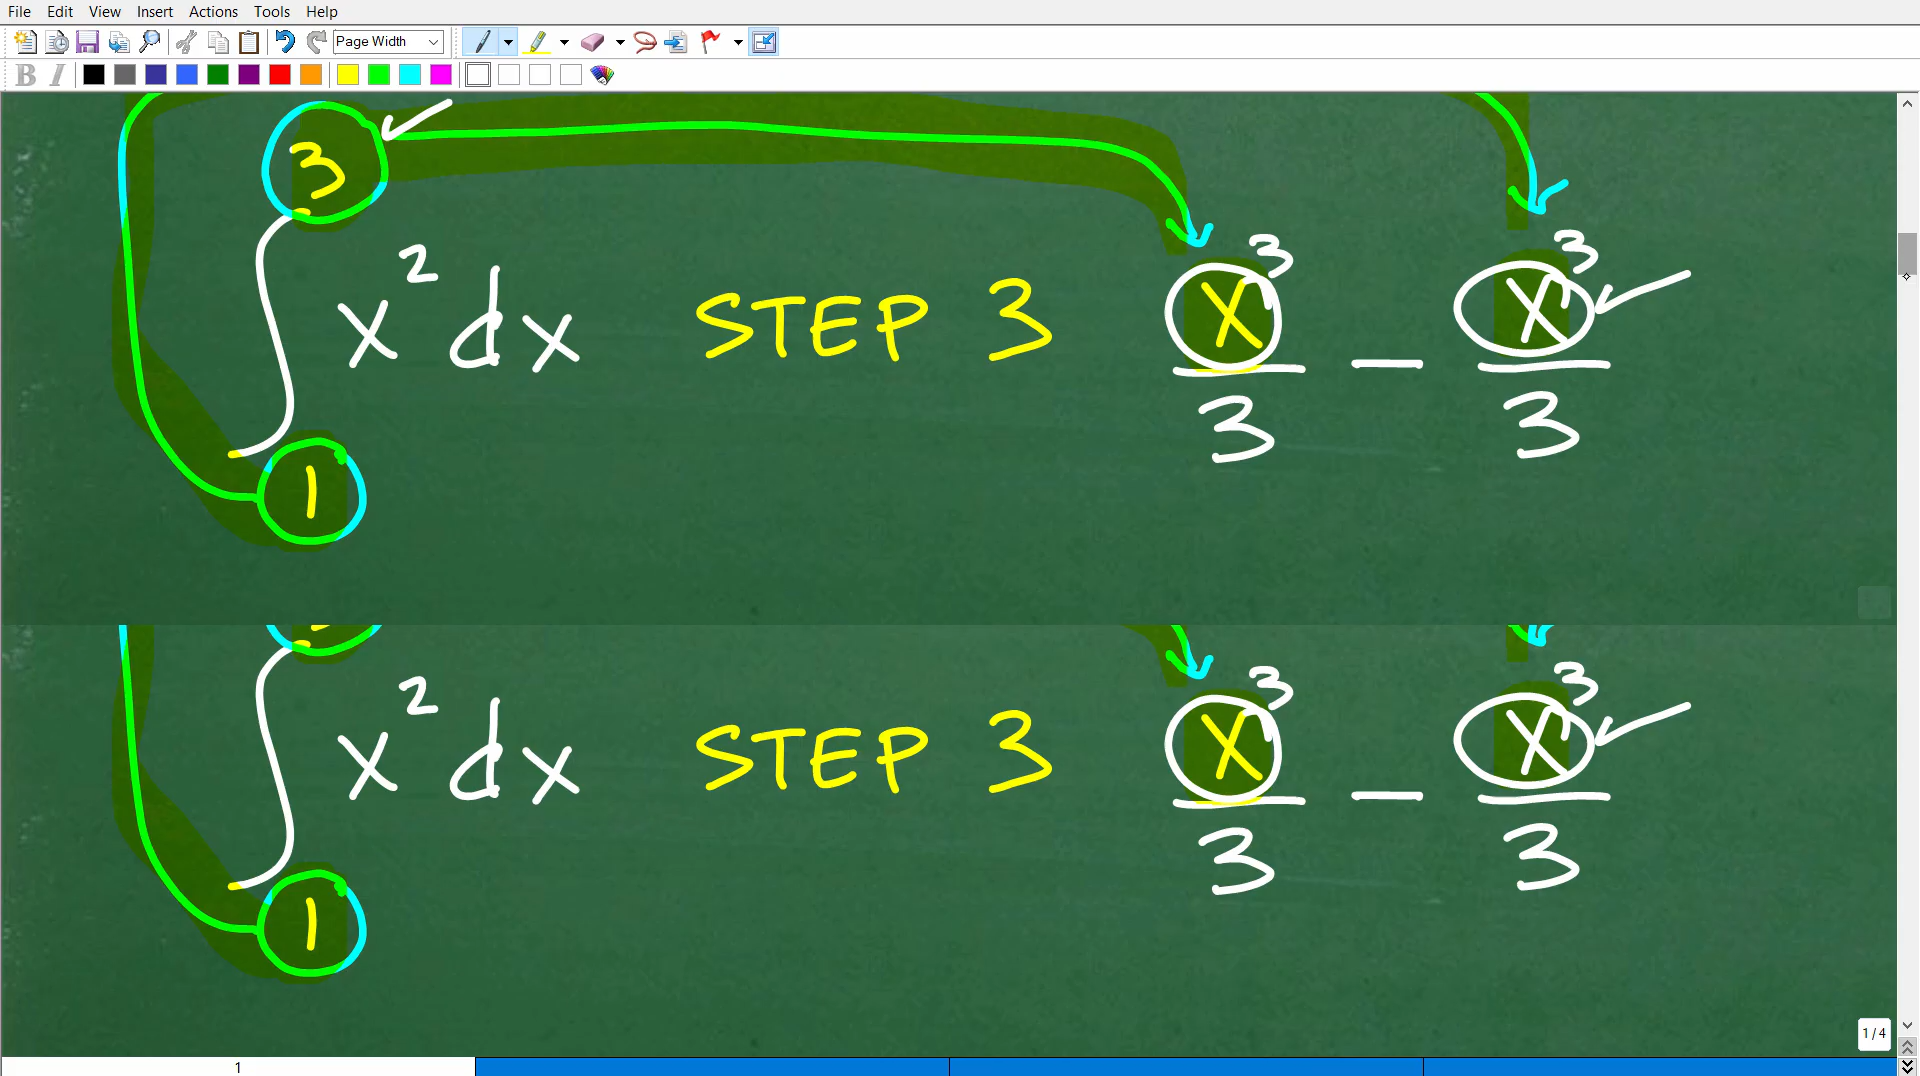 File Edit View Insert Actions Tools Help
Page Width
B I
3
∫ x² dx STEP 3 x³/3 − x³/3
1
∫ x² dx STEP 3 x³/3 − x³/3
1
1 / 4
1